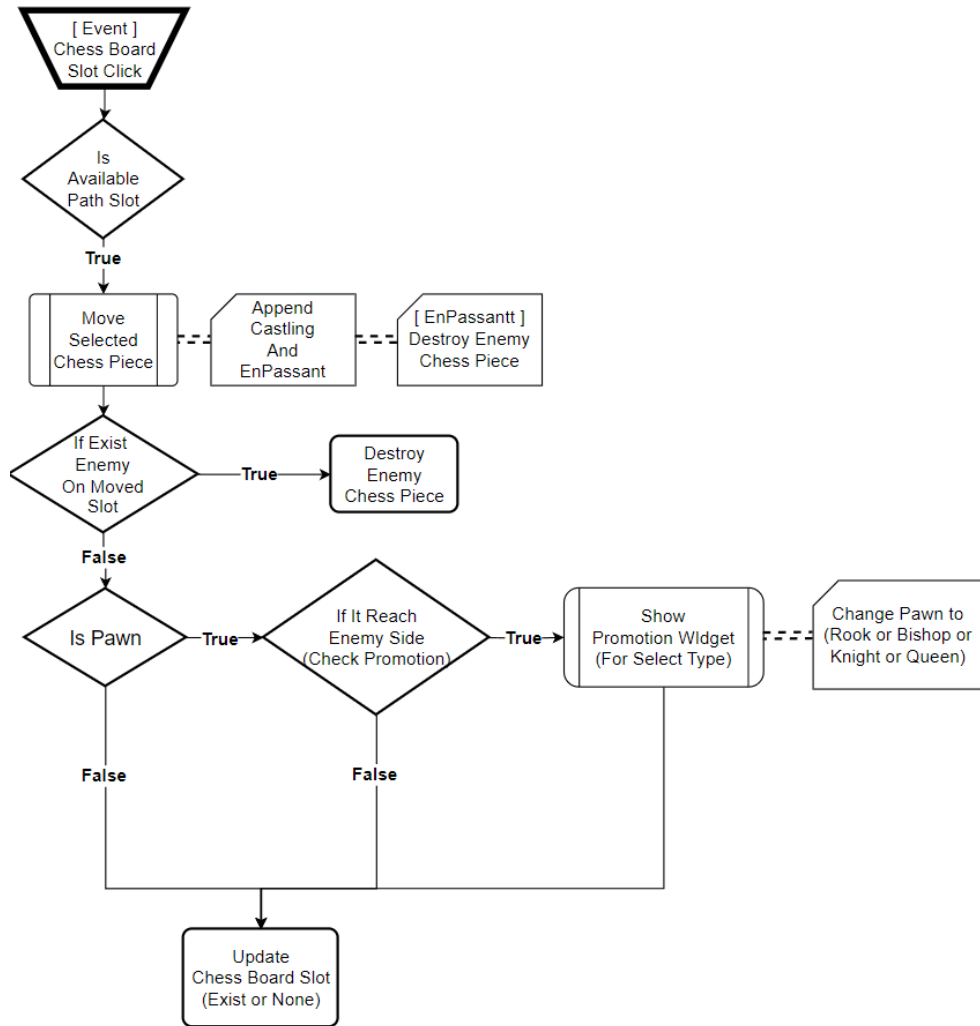 [ Event ]
Chess Board
Slot Click
Is
Available
Path Slot
True
Move
Selected
Chess Piece
Append
Castling
And
EnPassant
[ EnPassantt ]
Destroy Enemy
Chess Piece
If Exist
Enemy
On Moved
Slot
True
Destroy
Enemy
Chess Piece
False
Is Pawn
True
If It Reach
Enemy Side
(Check Promotion)
True
Show
Promotion WIdget
(For Select Type)
Change Pawn to
(Rook or Bishop or
Knight or Queen)
False
False
Update
Chess Board Slot
(Exist or None)